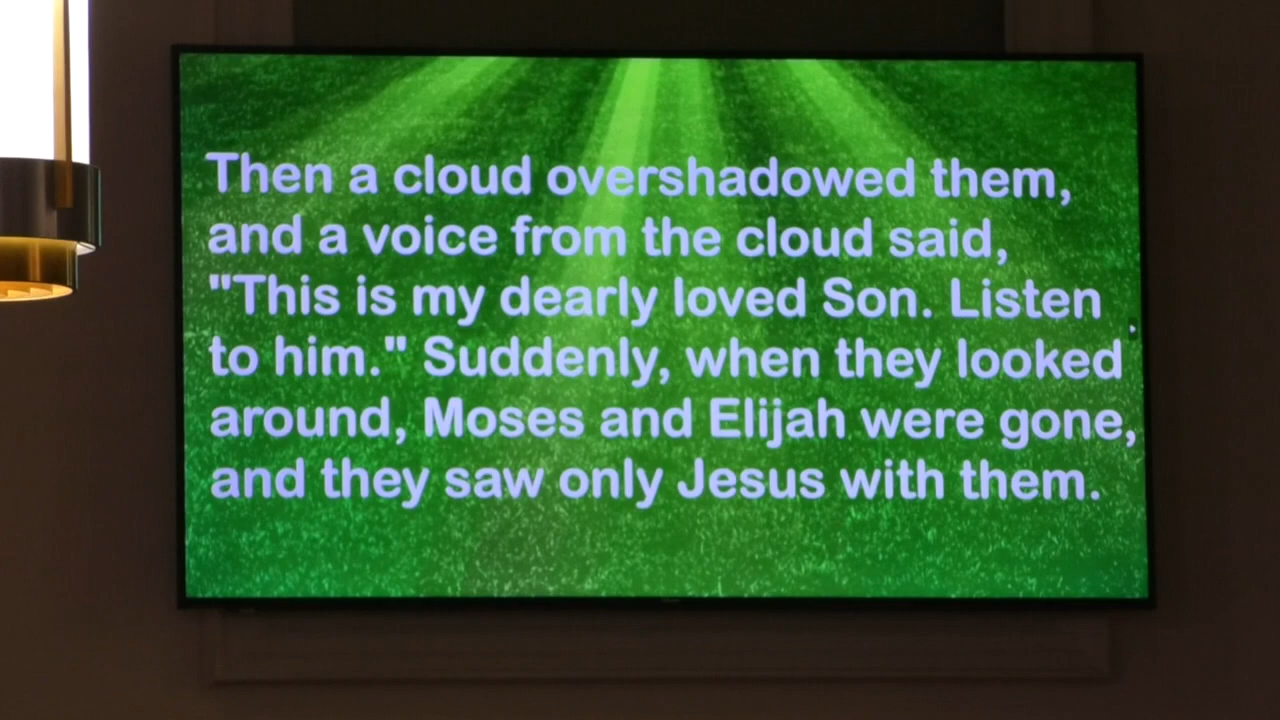 Then a cloud overshadowed them,
and a voice from the cloud said,
"This is my dearly loved Son. Listen
to him." Suddenly, when they looked
around, Moses and Elijah were gone,
and they saw only Jesus with them.